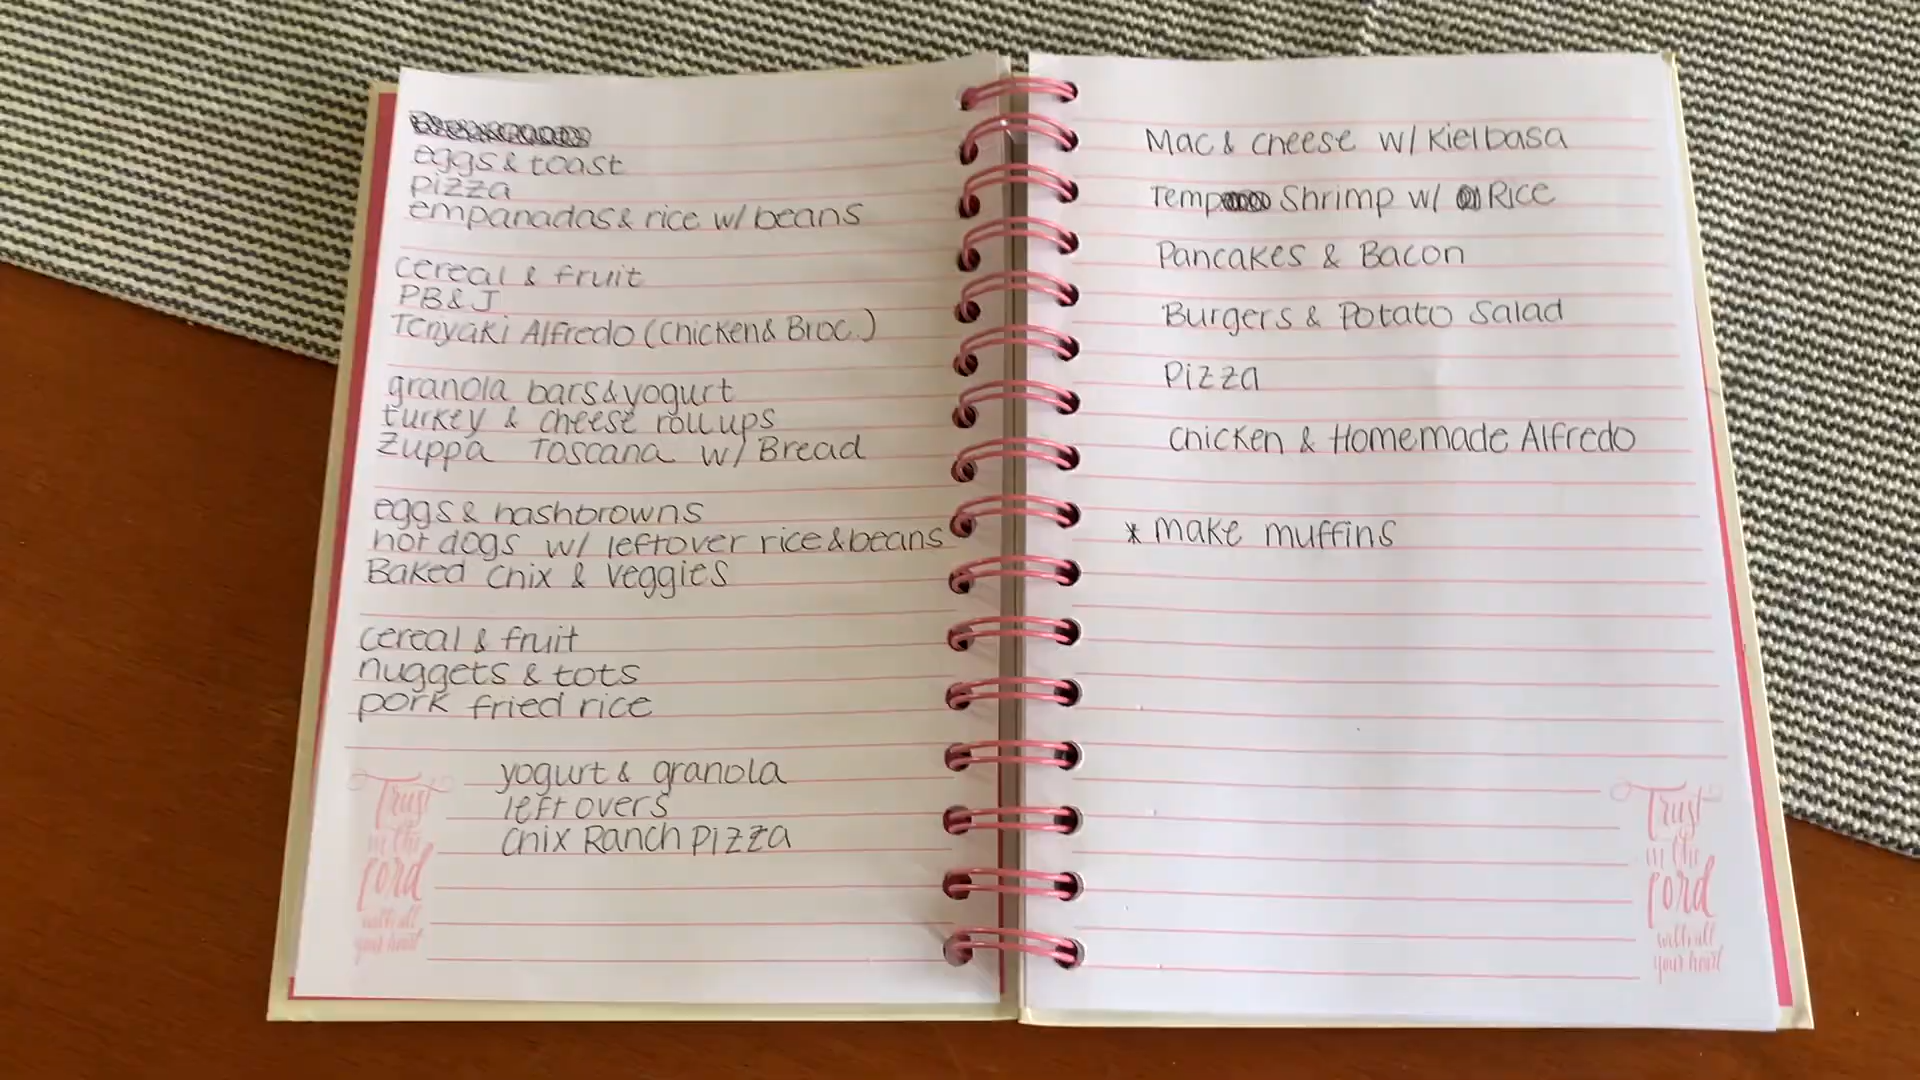 eggs & toast
pizza
empanadas & rice w/ beans
cereal & fruit
PB & J
Teryaki Alfredo (Chicken & Broc.)
granola bars & yogurt
turkey & cheese roll ups
Zuppa Toscana w/ Bread
eggs & hashbrowns
hot dogs w/ leftover rice & beans
Baked Chix & Veggies
cereal & fruit
nuggets & tots
pork fried rice
yogurt & granola
leftovers
Chix Ranch Pizza
Trust
in the
Lord
with all
your heart
Mac & cheese w/ Kielbasa
Temp Shrimp w/ Rice
Pancakes & Bacon
Burgers & Potato Salad
Pizza
Chicken & Homemade Alfredo
* make muffins
Trust
in the
Lord
with all
your heart